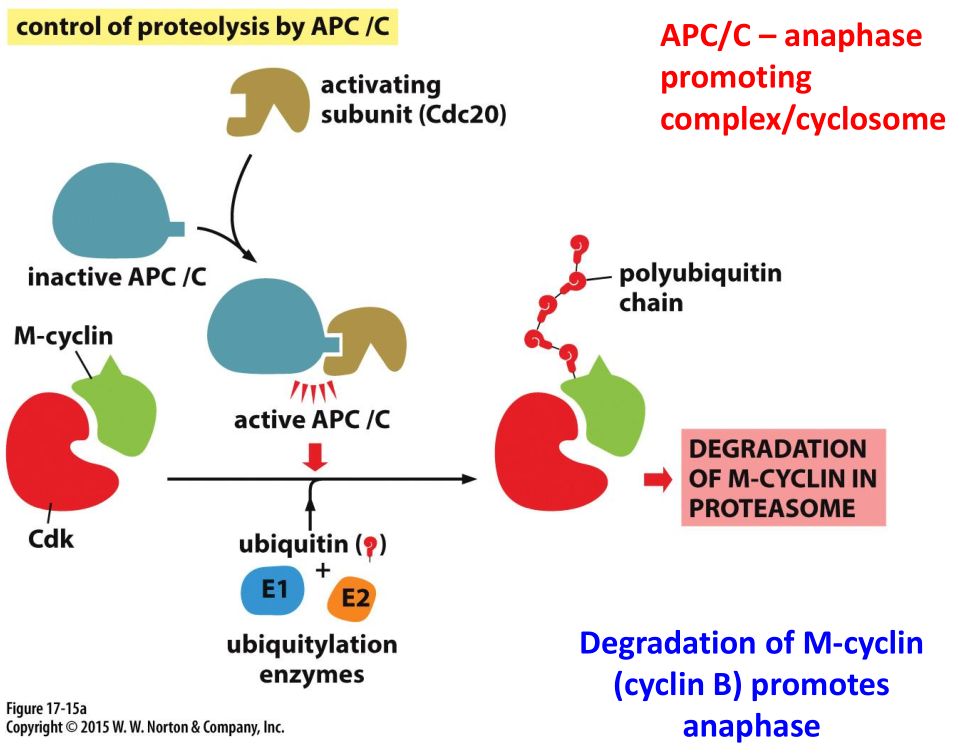 control of proteolysis by APC /C
APC/C – anaphase
promoting
complex/cyclosome
activating
subunit (Cdc20)
inactive APC /C
polyubiquitin
chain
M-cyclin
active APC /C
DEGRADATION
OF M-CYCLIN IN
PROTEASOME
Cdk
ubiquitin ( )
+
E1
E2
ubiquitylation
enzymes
Degradation of M-cyclin
(cyclin B) promotes
anaphase
Figure 17-15a
Copyright © 2015 W. W. Norton & Company, Inc.